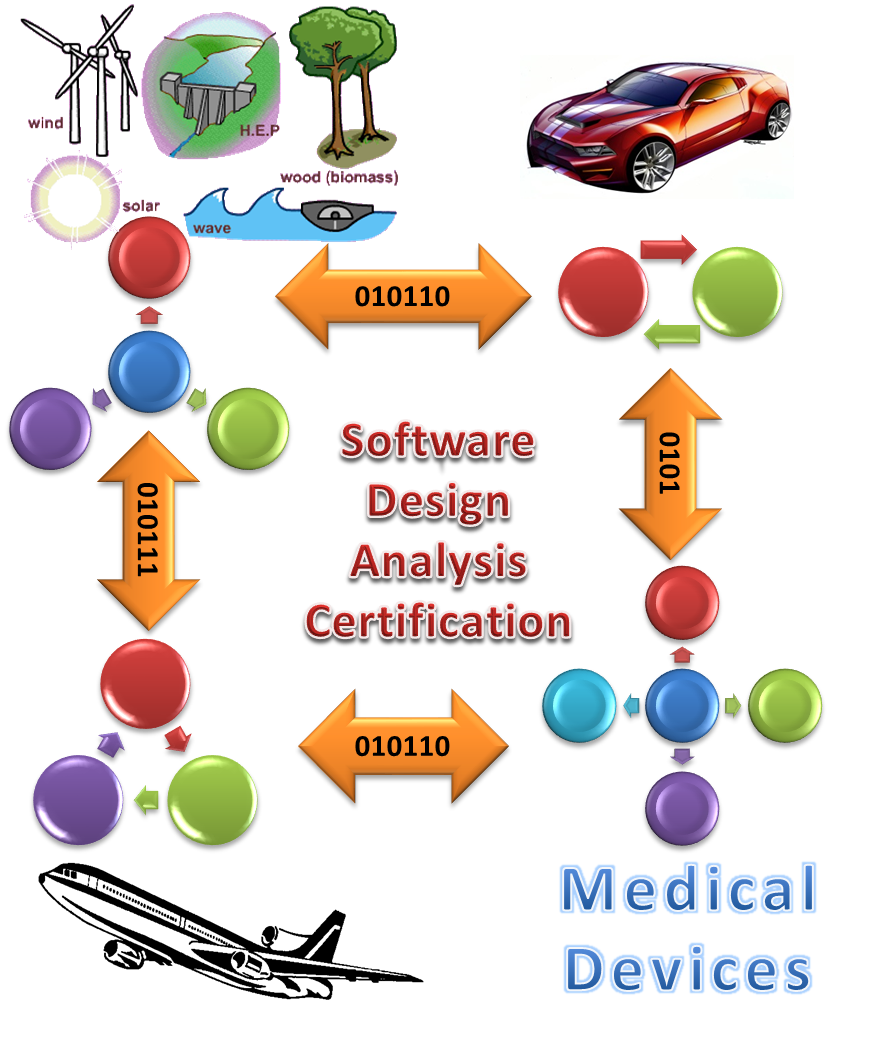 wind
H.E.P
wood (biomass)
solar
wave
010110
010111
0101
Software
Design
Analysis
Certification
010110
Medical
Devices